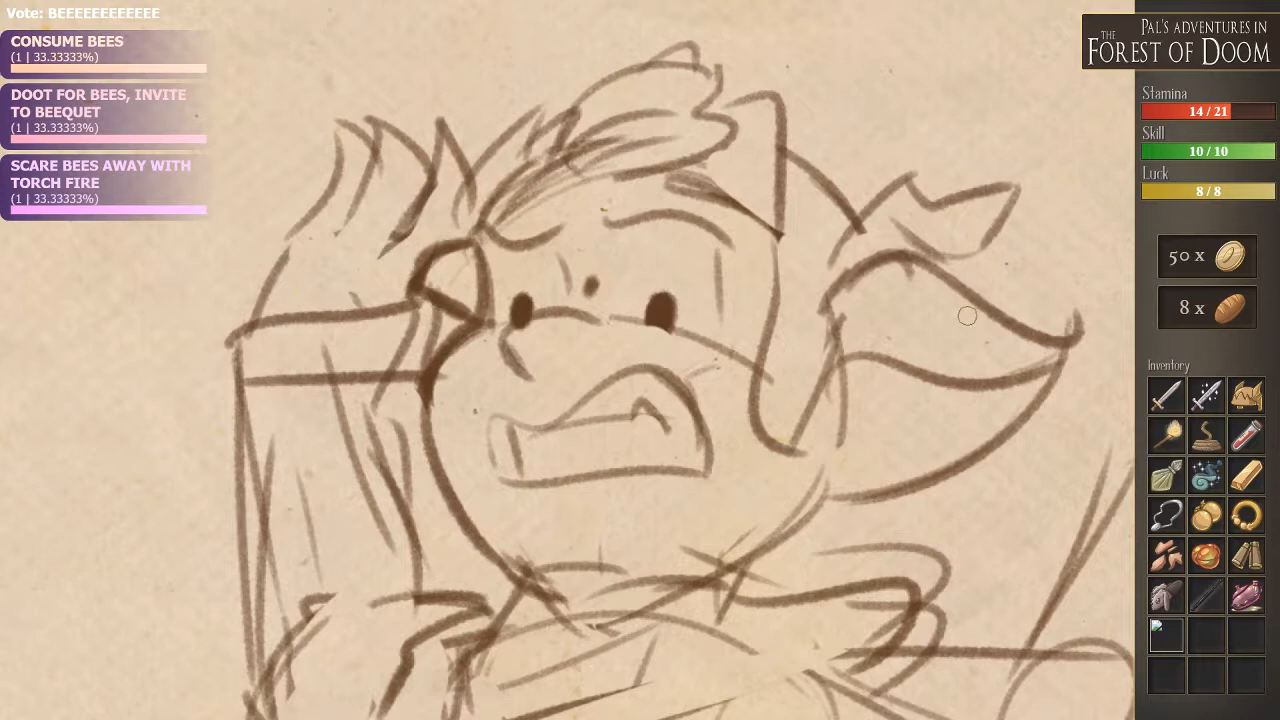 Vote: BEEEEEEEEEEEE
CONSUME BEES
(1 | 33.33333%)
DOOT FOR BEES, INVITE
TO BEEQUET
(1 | 33.33333%)
SCARE BEES AWAY WITH
TORCH FIRE
(1 | 33.33333%)
PAL'S ADVENTURES IN
THE FOREST OF DOOM
Stamina
14 / 21
Skill
10 / 10
Luck
8 / 8
50 x
8 x
Inventory